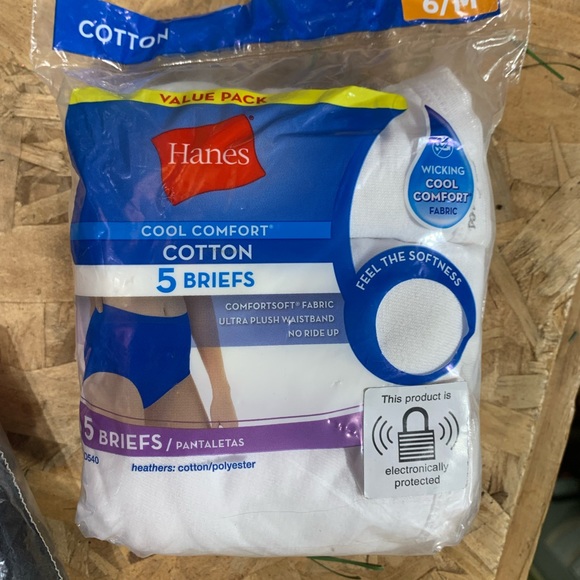 COTTON
VALUE PACK
Hanes
WICKING
COOL
COMFORT
FABRIC
COOL COMFORT®
COTTON
5 BRIEFS
FEEL THE SOFTNESS
COMFORTSOFT® FABRIC
ULTRA PLUSH WAISTBAND
NO RIDE UP
This product is
electronically
protected
5 BRIEFS / PANTALETAS
heathers: cotton/polyester